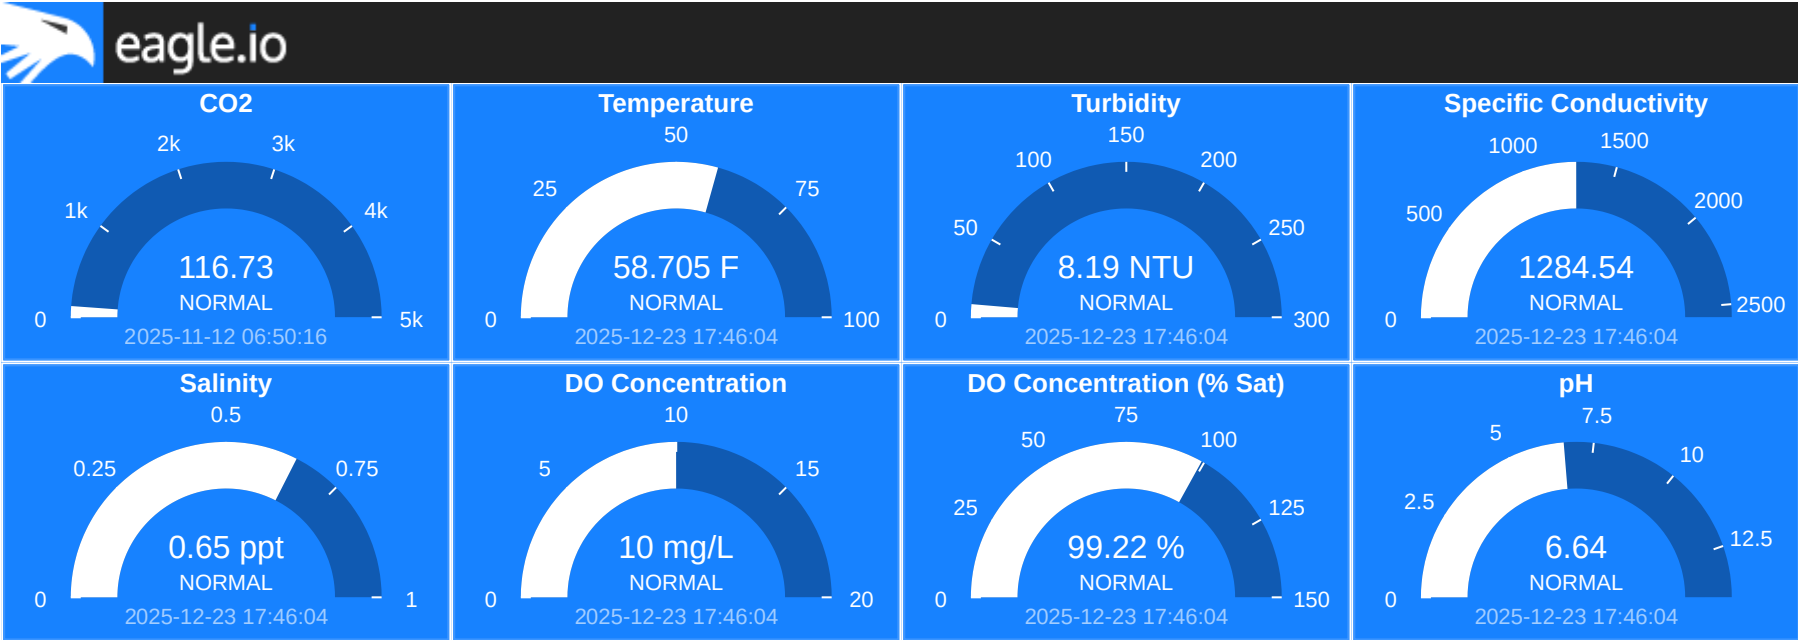 eagle.io
CO2
2k 3k
1k 4k
116.73
NORMAL
0 5k
2025-11-12 06:50:16
Temperature
50
25 75
58.705 F
NORMAL
0 100
2025-12-23 17:46:04
Turbidity
150
100 200
50 250
8.19 NTU
NORMAL
0 300
2025-12-23 17:46:04
Specific Conductivity
1000 1500
500 2000
1284.54
NORMAL
0 2500
2025-12-23 17:46:04
Salinity
0.5
0.25 0.75
0.65 ppt
NORMAL
0 1
2025-12-23 17:46:04
DO Concentration
10
5 15
10 mg/L
NORMAL
0 20
2025-12-23 17:46:04
DO Concentration (% Sat)
75
50 100
25 125
99.22 %
NORMAL
0 150
2025-12-23 17:46:04
pH
7.5
5 10
2.5 12.5
6.64
NORMAL
0
2025-12-23 17:46:04